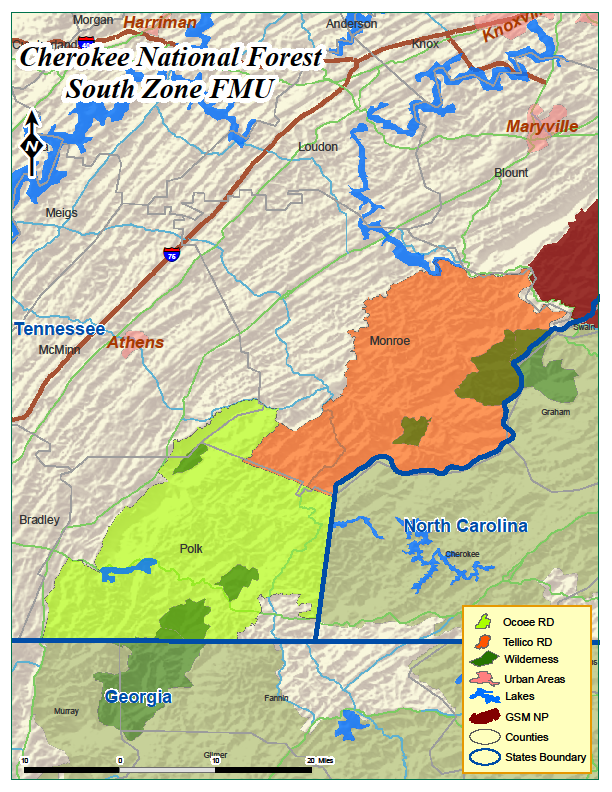 Morgan
Harriman
Anderson
Knoxville
Knox
Cherokee National Forest
South Zone FMU
N
Maryville
Loudon
Blount
Meigs
75
Tennessee
Athens
McMinn
Monroe
Swain
Graham
Bradley
North Carolina
Polk
Cherokee
Ocoee RD
Tellico RD
Wilderness
Urban Areas
Lakes
GSM NP
Counties
States Boundary
Georgia
Murray
Fannin
Gilmer
10 0 10 20 Miles